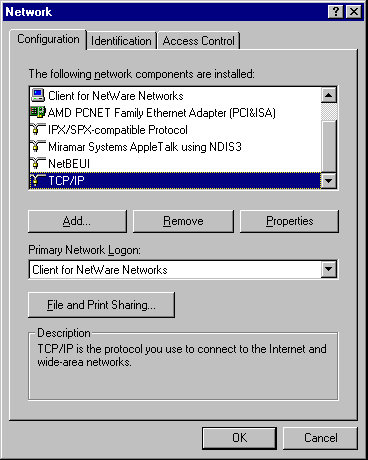 Network
Configuration Identification Access Control
The following network components are installed:
Client for NetWare Networks
AMD PCNET Family Ethernet Adapter (PCI&ISA)
IPX/SPX-compatible Protocol
Miramar Systems AppleTalk using NDIS3
NetBEUI
TCP/IP
Add... Remove Properties
Primary Network Logon:
Client for NetWare Networks
File and Print Sharing...
Description
TCP/IP is the protocol you use to connect to the Internet and
wide-area networks.
OK Cancel